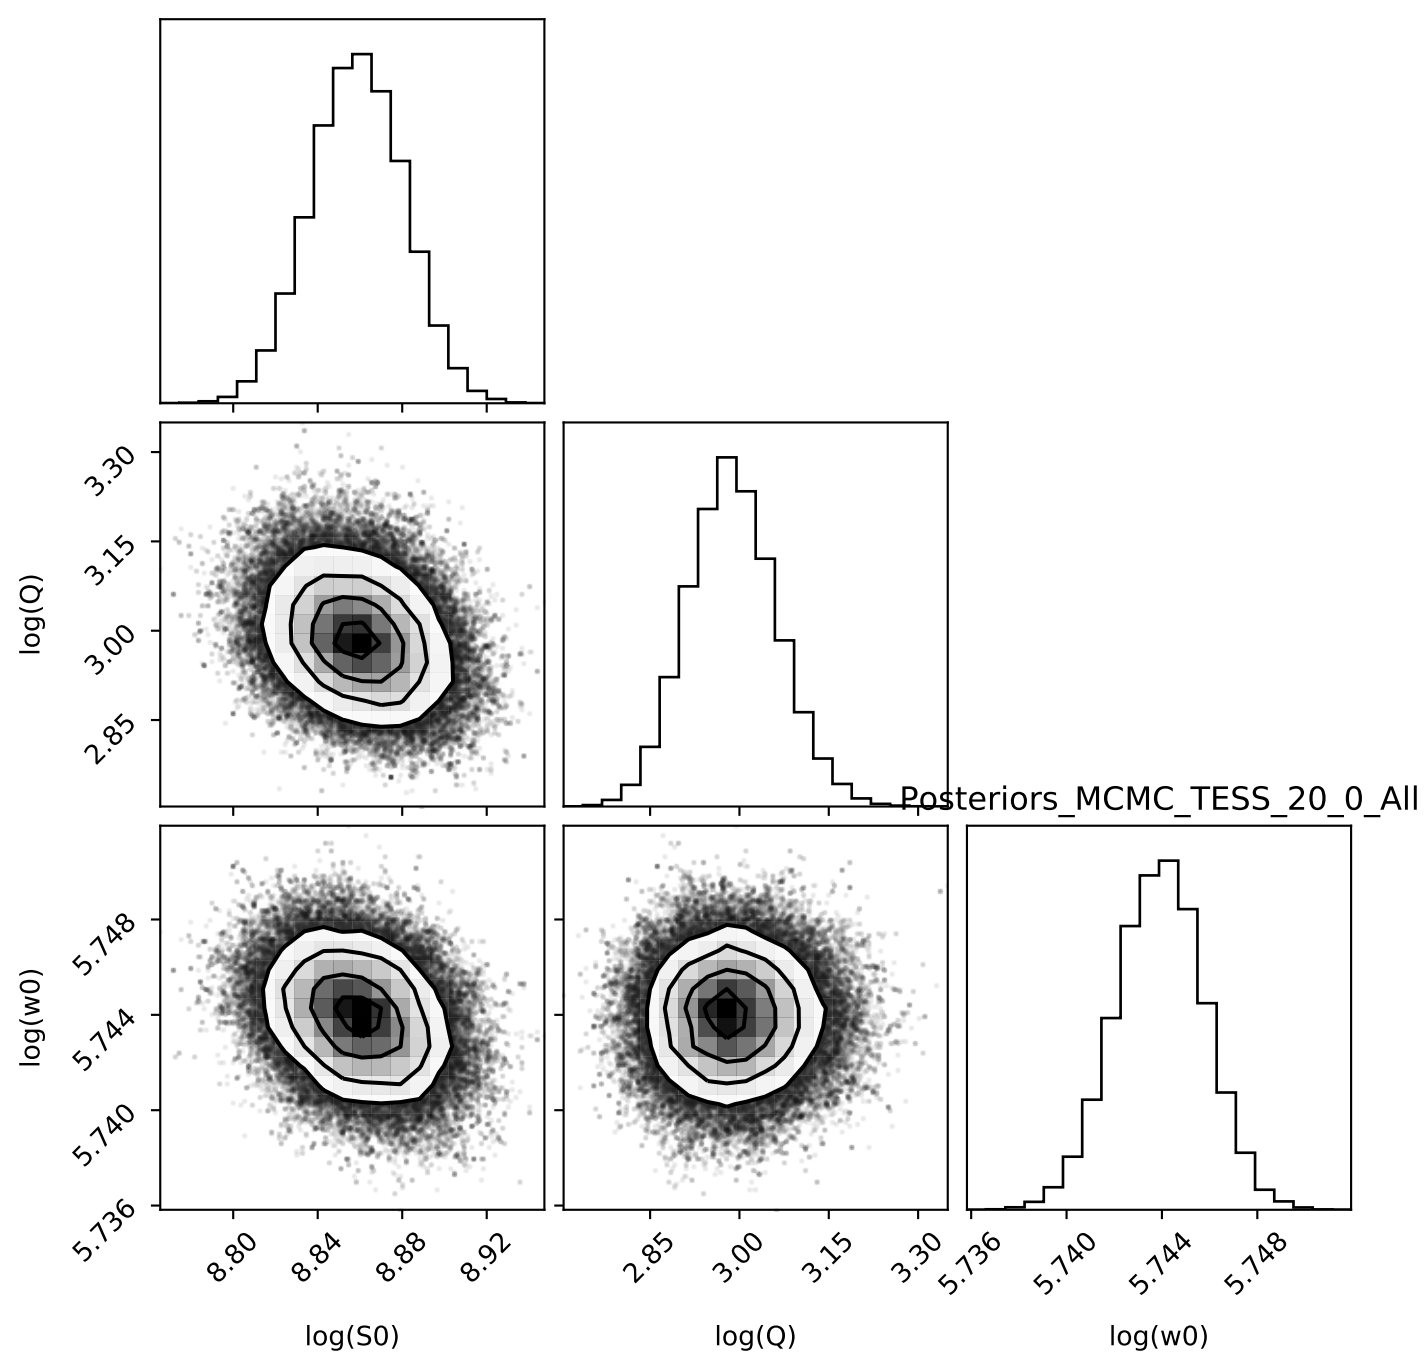 3.30
3.15
3.00
2.85
log(Q)
Posteriors_MCMC_TESS_20_0_All
5.748
5.744
5.740
5.736
log(w0)
8.80 8.84 8.88 8.92
2.85 3.00 3.15 3.30
5.736 5.740 5.744 5.748
log(S0) log(Q) log(w0)